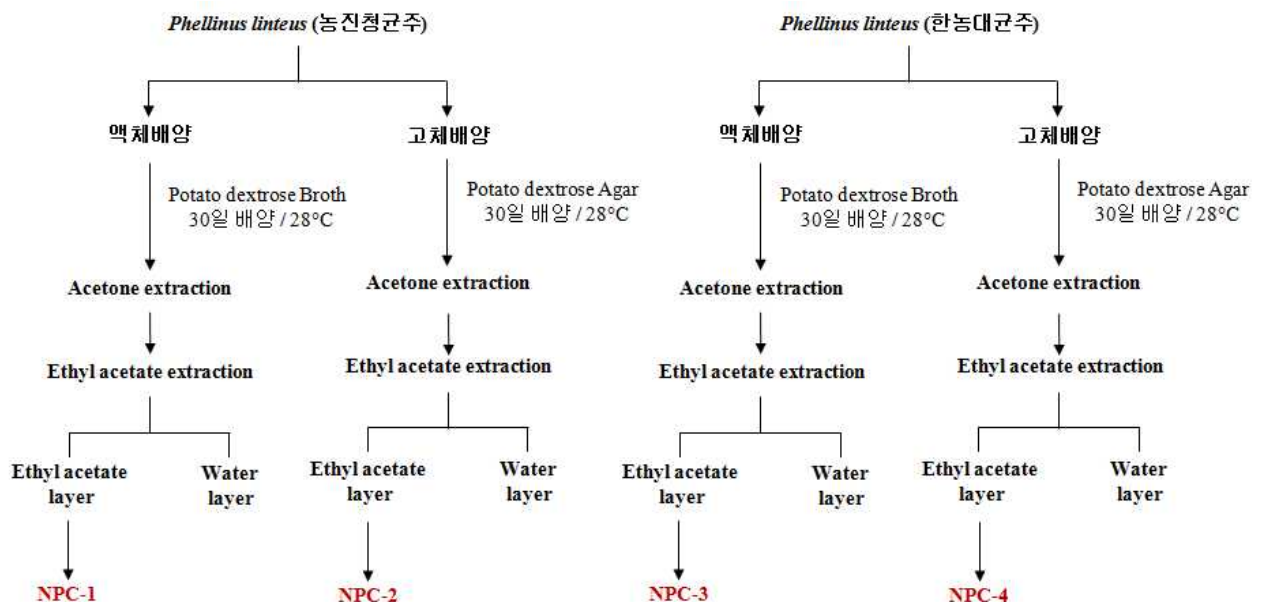 Phellinus linteus (농진청균주)
Phellinus linteus (한농대균주)
액체배양
고체배양
액체배양
고체배양
Potato dextrose Broth
30일 배양 / 28°C
Potato dextrose Agar
30일 배양 / 28°C
Potato dextrose Broth
30일 배양 / 28°C
Potato dextrose Agar
30일 배양 / 28°C
Acetone extraction
Acetone extraction
Acetone extraction
Acetone extraction
Ethyl acetate extraction
Ethyl acetate extraction
Ethyl acetate extraction
Ethyl acetate extraction
Ethyl acetate
layer
Water
layer
Ethyl acetate
layer
Water
layer
Ethyl acetate
layer
Water
layer
Ethyl acetate
layer
Water
layer
NPC-1
NPC-2
NPC-3
NPC-4